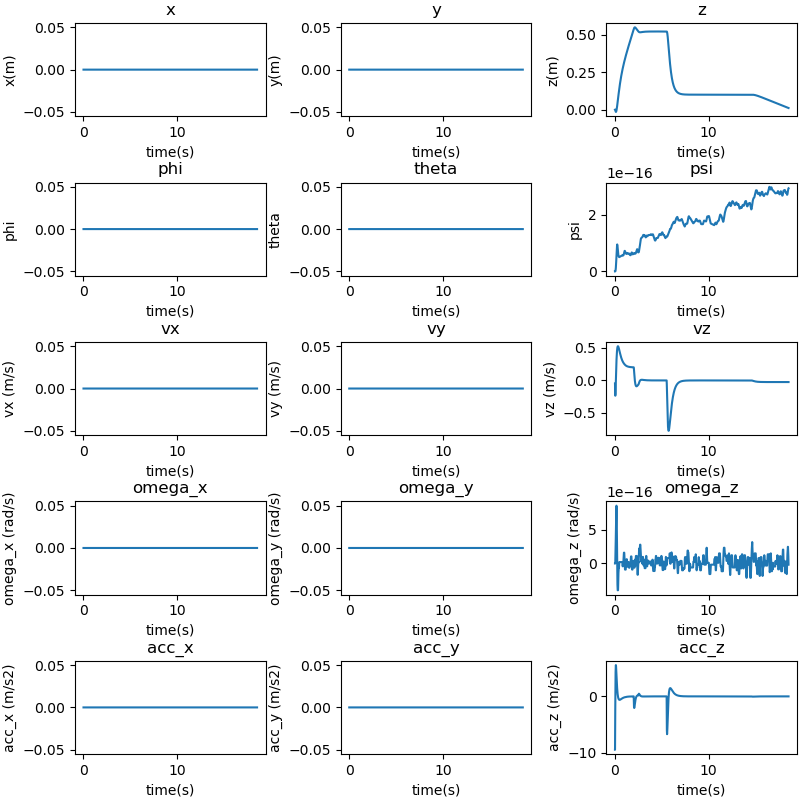 x
y
z
0.05
0.00
−0.05
x(m)
0
10
time(s)
0.05
0.00
−0.05
y(m)
0
10
time(s)
0.50
0.25
0.00
z(m)
0
10
time(s)
phi
theta
1e−16
psi
0.05
0.00
−0.05
phi
0
10
time(s)
0.05
0.00
−0.05
theta
0
10
time(s)
2
0
psi
0
10
time(s)
vx
vy
vz
0.05
0.00
−0.05
vx (m/s)
0
10
time(s)
0.05
0.00
−0.05
vy (m/s)
0
10
time(s)
0.5
0.0
−0.5
vz (m/s)
0
10
time(s)
omega_x
omega_y
1e−16
omega_z
0.05
0.00
−0.05
omega_x (rad/s)
0
10
time(s)
0.05
0.00
−0.05
omega_y (rad/s)
0
10
time(s)
5
0
omega_z (rad/s)
0
10
time(s)
acc_x
acc_y
acc_z
0.05
0.00
−0.05
acc_x (m/s2)
0
10
time(s)
0.05
0.00
−0.05
acc_y (m/s2)
0
10
time(s)
0
−10
acc_z (m/s2)
0
10
time(s)